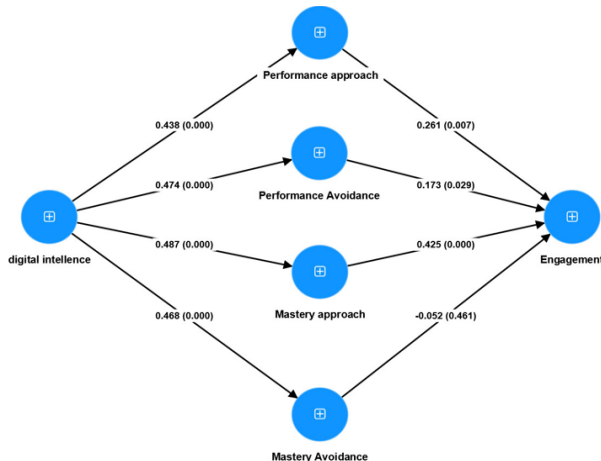 Performance approach
0.438 (0.000)
0.261 (0.007)
0.474 (0.000)
Performance Avoidance
0.173 (0.029)
digital intellence
0.487 (0.000)
Mastery approach
0.425 (0.000)
Engagement
0.468 (0.000)
-0.052 (0.461)
Mastery Avoidance